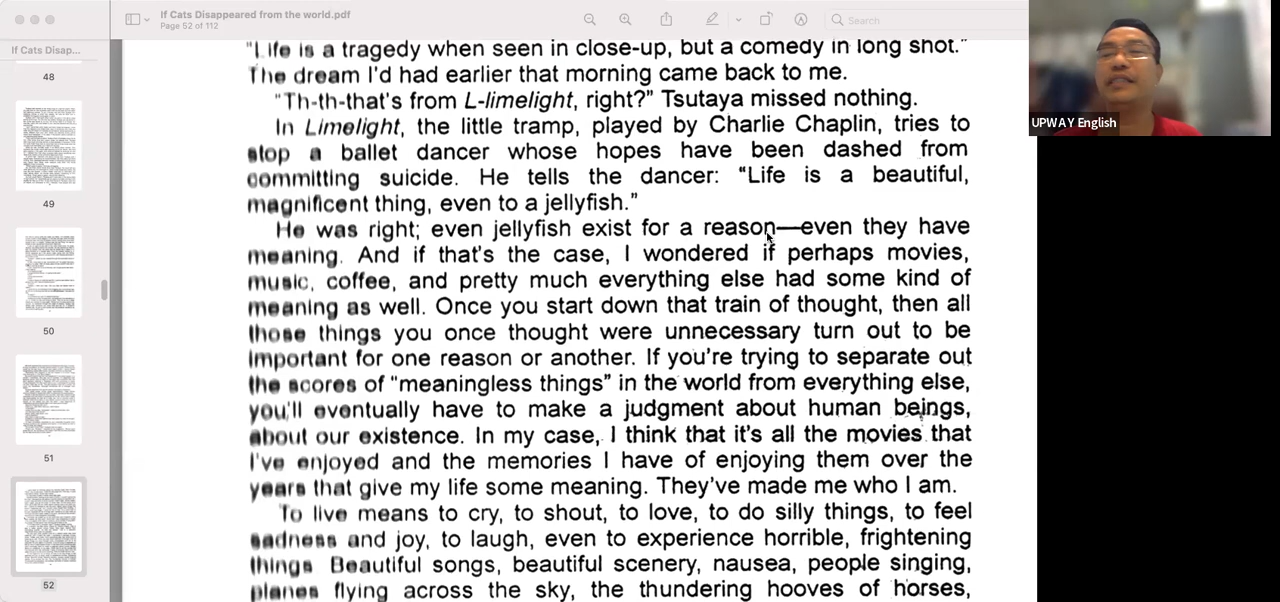 If Cats Disappeared from the world.pdf
Page 52 of 112
Search
If Cats Disap...
48
49
50
51
52
"Life is a tragedy when seen in close-up, but a comedy in long shot."
The dream I'd had earlier that morning came back to me.
"Th-th-that's from L-limelight, right?" Tsutaya missed nothing.
In Limelight, the little tramp, played by Charlie Chaplin, tries to
stop a ballet dancer whose hopes have been dashed from
committing suicide. He tells the dancer: "Life is a beautiful,
magnificent thing, even to a jellyfish."
He was right; even jellyfish exist for a reason—even they have
meaning. And if that's the case, I wondered if perhaps movies,
music, coffee, and pretty much everything else had some kind of
meaning as well. Once you start down that train of thought, then all
those things you once thought were unnecessary turn out to be
important for one reason or another. If you're trying to separate out
the scores of "meaningless things" in the world from everything else,
you'll eventually have to make a judgment about human beings,
about our existence. In my case, I think that it's all the movies that
I've enjoyed and the memories I have of enjoying them over the
years that give my life some meaning. They've made me who I am.
To live means to cry, to shout, to love, to do silly things, to feel
sadness and joy, to laugh, even to experience horrible, frightening
things Beautiful songs, beautiful scenery, nausea, people singing,
planes flying across the sky, the thundering hooves of horses,
UPWAY English